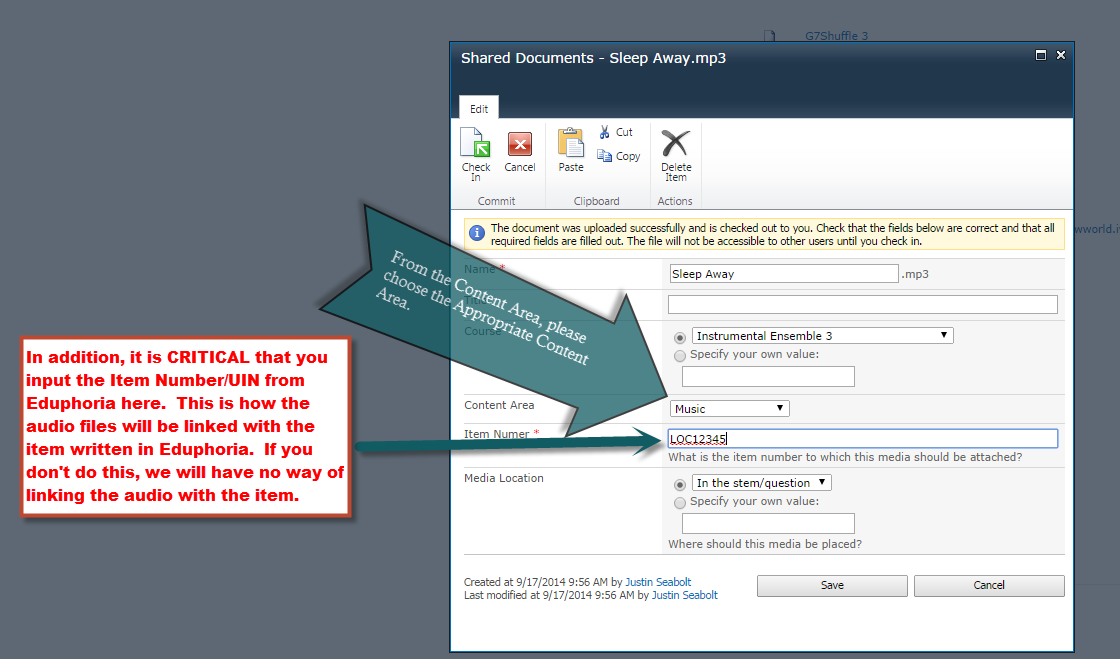 G7Shuffle 3
Shared Documents - Sleep Away.mp3
Edit
Check In
Cancel
Paste
Cut
Copy
Delete Item
Commit
Clipboard
Actions
The document was uploaded successfully and is checked out to you. Check that the fields below are correct and that all
required fields are filled out. The file will not be accessible to other users until you check in.
wworld.i
From the Content Area, please
choose the Appropriate Content
Area.
Name *
Sleep Away
.mp3
Course
Instrumental Ensemble 3
Specify your own value:
In addition, it is CRITICAL that you
input the Item Number/UIN from
Eduphoria here. This is how the
audio files will be linked with the
item written in Eduphoria. If you
don't do this, we will have no way of
linking the audio with the item.
Content Area
Music
Item Numer *
LOC12345
What is the item number to which this media should be attached?
Media Location
In the stem/question
Specify your own value:
Where should this media be placed?
Created at 9/17/2014 9:56 AM by Justin Seabolt
Last modified at 9/17/2014 9:56 AM by Justin Seabolt
Save
Cancel